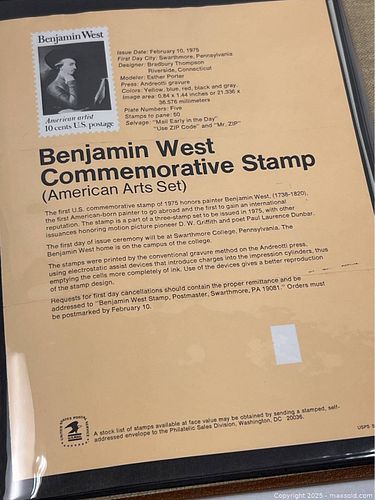 Benjamin West
American artist
10 cents U.S. postage
Issue Date: February 10, 1975
First Day City: Swarthmore, Pennsylvania
Designer: Bradbury Thompson
Riverside, Connecticut
Modeler: Esther Porter
Press: Andreotti gravure
Colors: Yellow, blue, red, black and gray.
Image area: 0.84 x 1.44 inches or 21.336 x
36.576 millimeters
Plate Numbers: Five
Stamps to pane: 50
Selvage: "Mail Early in the Day"
"Use ZIP Code" and "Mr. ZIP"
Benjamin West
Commemorative Stamp
(American Arts Set)
The first U.S. commemorative stamp of 1975 honors painter Benjamin West, (1738-1820),
the first American-born painter to go abroad and the first to gain an international
reputation. The stamp is a part of a three-stamp set to be issued in 1975, with other
issuances honoring motion picture pioneer D. W. Griffith and poet Paul Laurence Dunbar.
The first day of issue ceremony will be at Swarthmore College, Pennsylvania. The
Benjamin West home is on the campus of the college.
The stamps were printed by the conventional gravure method on the Andreotti press,
using electrostatic assist devices that introduce charges into the impression cylinders, thus
emptying the cells more completely of ink. Use of the devices gives a better reproduction
of the stamp design.
Requests for first day cancellations should contain the proper remittance and be
addressed to "Benjamin West Stamp, Postmaster, Swarthmore, PA 19081." Orders must
be postmarked by February 10.
A stock list of stamps available at face value may be obtained by sending a stamped, self-
addressed envelope to the Philatelic Sales Division, Washington, DC 20036.
USPS
Copyright 2025 - maxsold.com